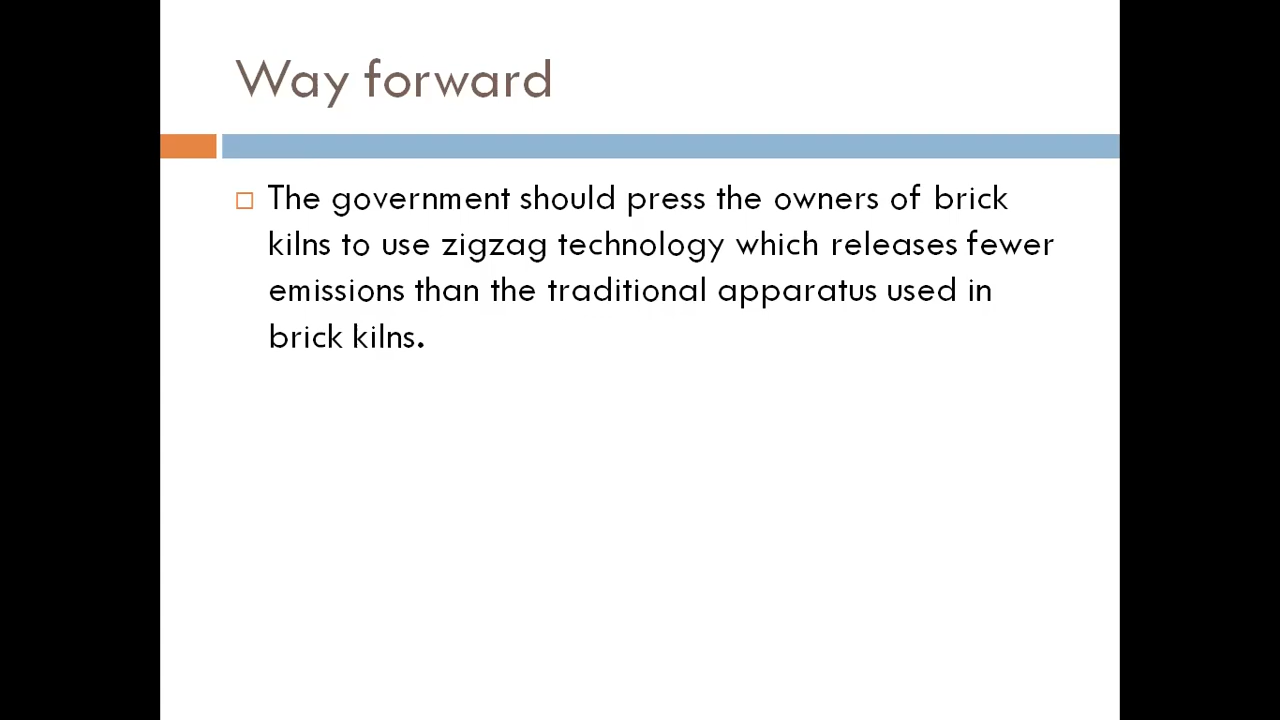 Way forward
The government should press the owners of brick
kilns to use zigzag technology which releases fewer
emissions than the traditional apparatus used in
brick kilns.